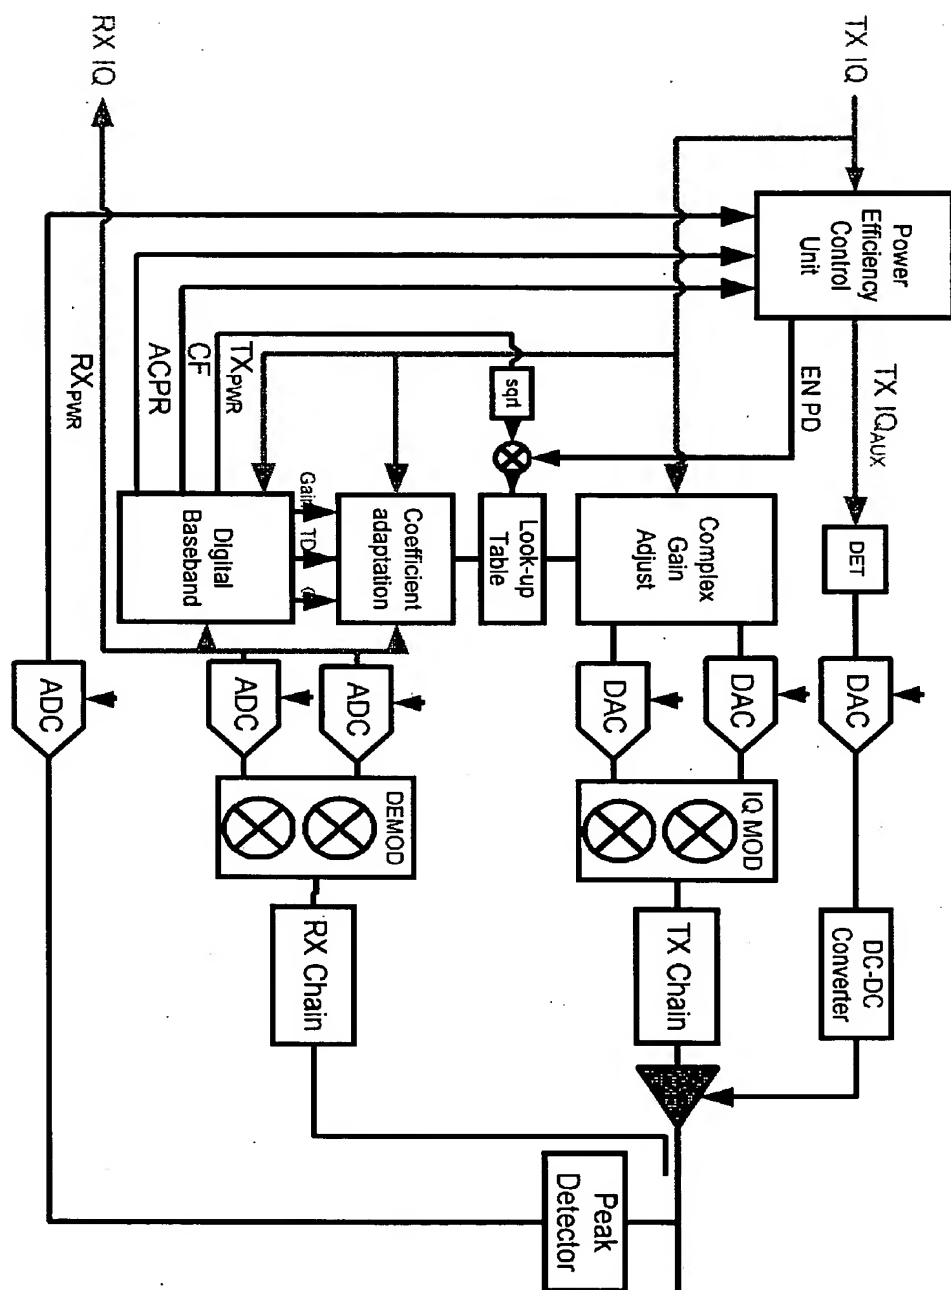 TX IQ
Power
Efficiency
Control
Unit
TX IQAUX
DET
DAC
DC-DC
Converter
EN PD
Complex
Gain
Adjust
DAC
DAC
IQ MOD
TX Chain
sqrt
Look-up
Table
Coefficient
adaptation
Gain
TD
Digital
Baseband
TXPWR
CF
ACPR
RXPWR
RX IQ
ADC
ADC
ADC
DEMOD
RX Chain
Peak
Detector